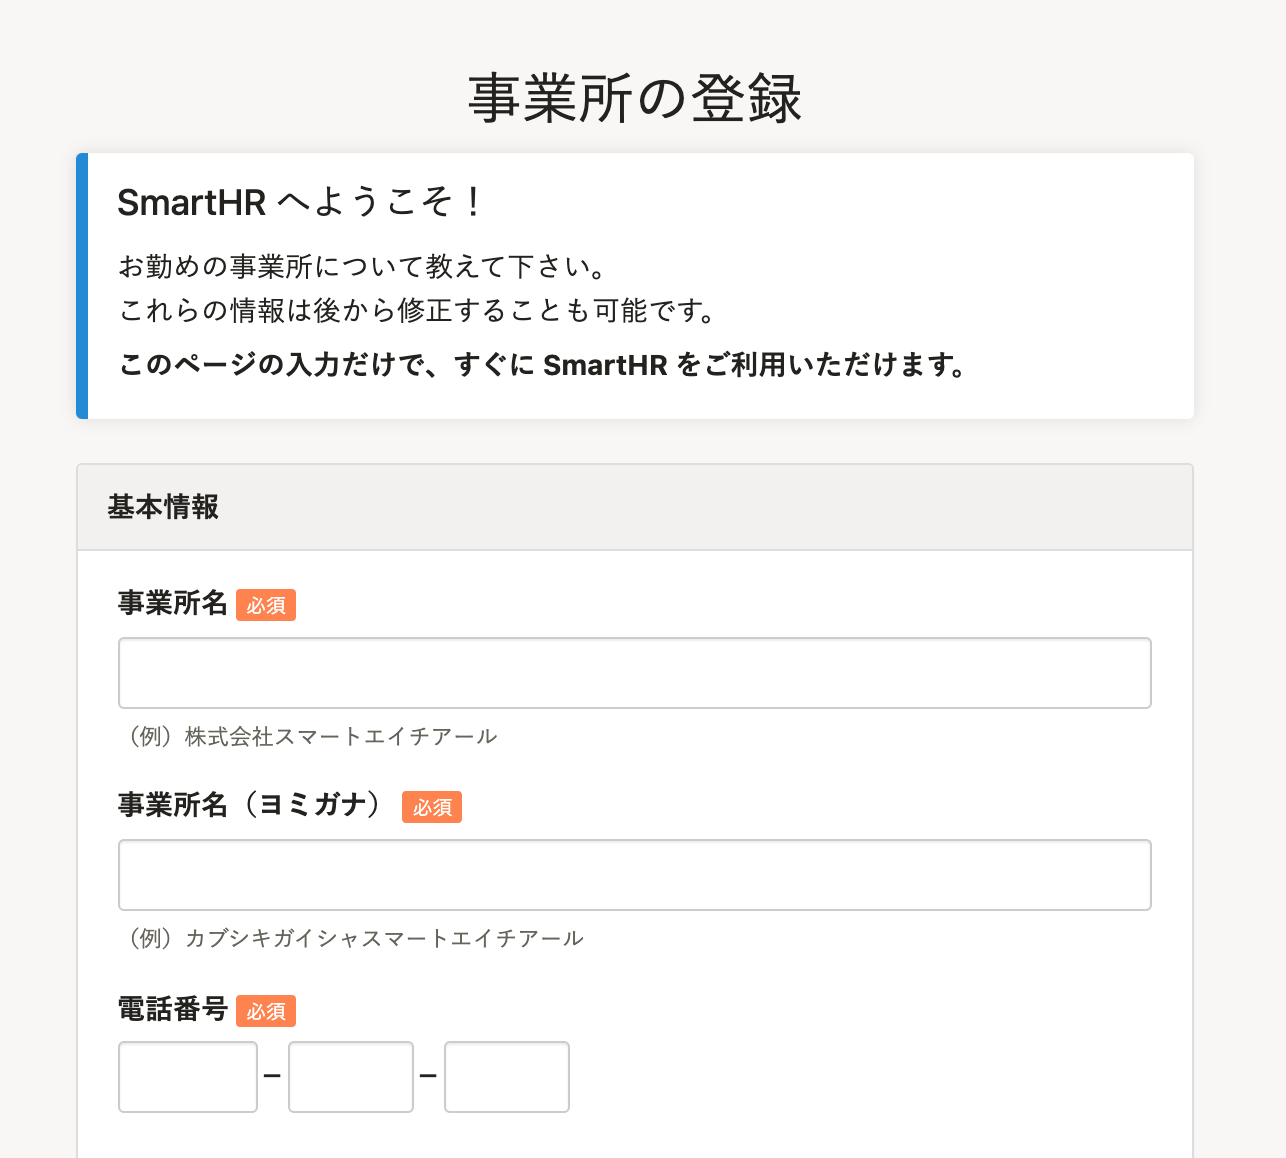 事業所の登録
SmartHR へようこそ！
お勤めの事業所について教えて下さい。
これらの情報は後から修正することも可能です。
このページの入力だけで、すぐに SmartHR をご利用いただけます。
基本情報
事業所名 必須
（例）株式会社スマートエイチアール
事業所名（ヨミガナ） 必須
（例）カブシキガイシャスマートエイチアール
電話番号 必須
– –